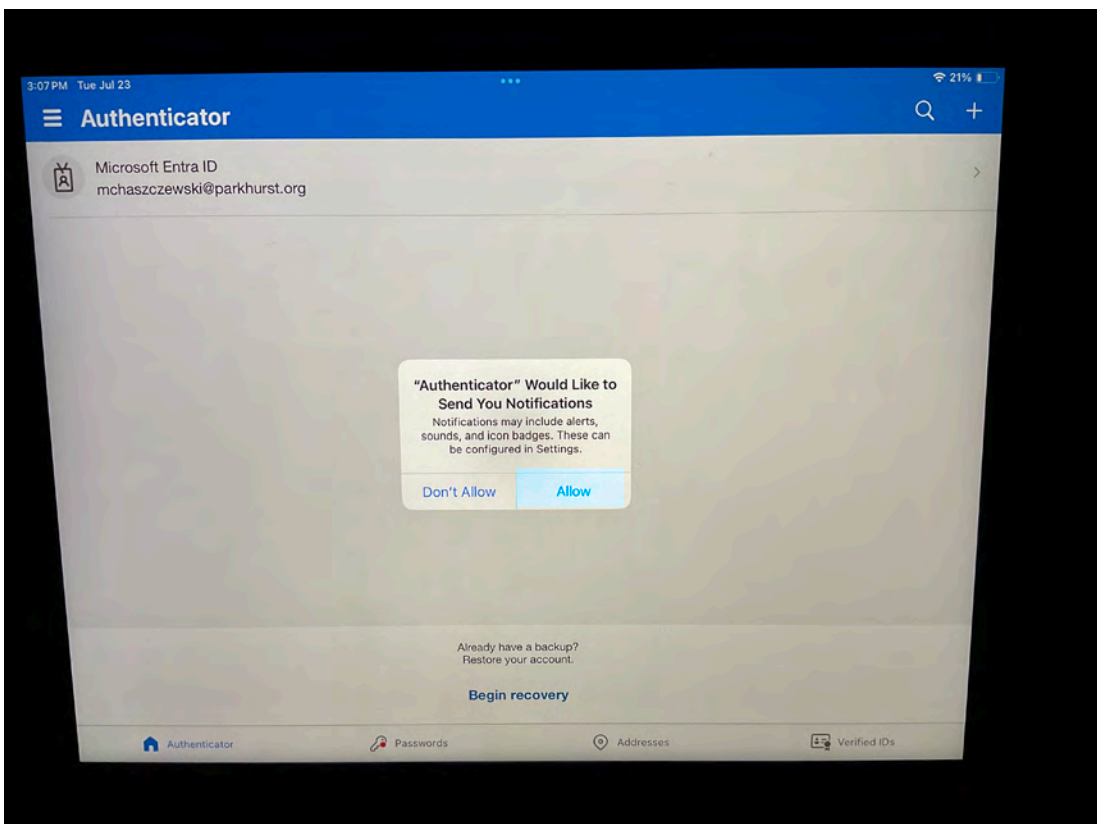 3:07 PM Tue Jul 23
21%
Authenticator
Microsoft Entra ID
mchaszczewski@parkhurst.org
"Authenticator" Would Like to
Send You Notifications
Notifications may include alerts,
sounds, and icon badges. These can
be configured in Settings.
Don't Allow
Allow
Already have a backup?
Restore your account.
Begin recovery
Authenticator
Passwords
Addresses
Verified IDs